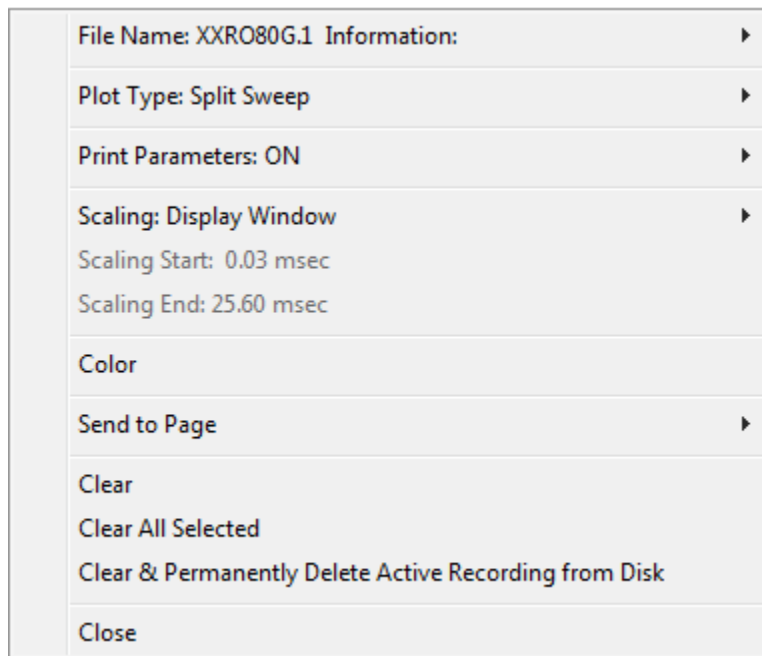 File Name: XXRO80G.1  Information:
Plot Type: Split Sweep
Print Parameters: ON
Scaling: Display Window
Scaling Start:  0.03 msec
Scaling End: 25.60 msec
Color
Send to Page
Clear
Clear All Selected
Clear & Permanently Delete Active Recording from Disk
Close